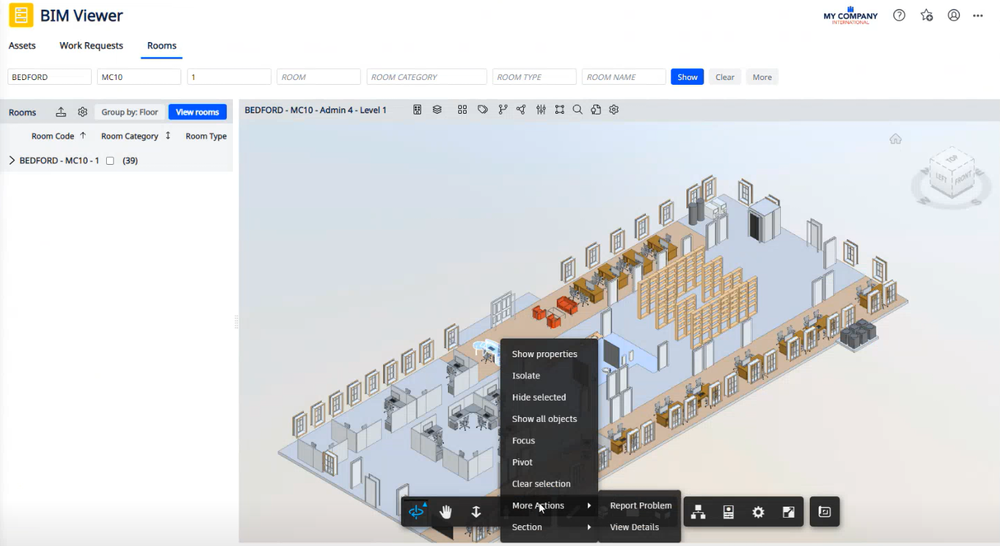 BIM Viewer
MY COMPANY
INTERNATIONAL
Assets
Work Requests
Rooms
BEDFORD
MC10
1
ROOM
ROOM CATEGORY
ROOM TYPE
ROOM NAME
Show
Clear
More
Rooms
Group by: Floor
View rooms
BEDFORD - MC10 - Admin 4 - Level 1
Room Code
Room Category
Room Type
BEDFORD - MC10 - 1
(39)
TOP
LEFT
FRONT
Show properties
Isolate
Hide selected
Show all objects
Focus
Pivot
Clear selection
More Actions
Report Problem
Section
View Details